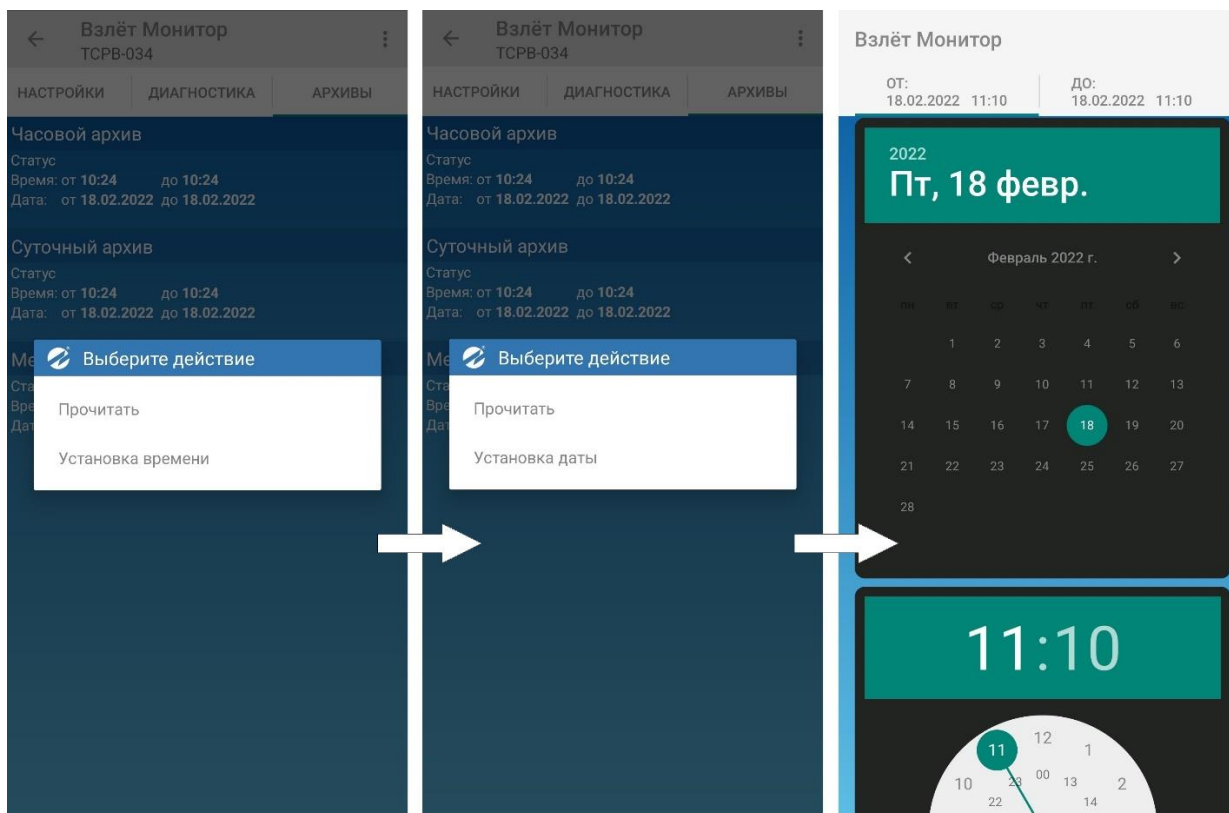 Взлёт Монитор
ТСРВ-034
НАСТРОЙКИ ДИАГНОСТИКА АРХИВЫ
Часовой архив
Статус
Время: от 10:24 до 10:24
Дата: от 18.02.2022 до 18.02.2022
Суточный архив
Статус
Время: от 10:24 до 10:24
Дата: от 18.02.2022 до 18.02.2022
Выберите действие
Прочитать
Установка времени
Взлёт Монитор
ТСРВ-034
НАСТРОЙКИ ДИАГНОСТИКА АРХИВЫ
Часовой архив
Статус
Время: от 10:24 до 10:24
Дата: от 18.02.2022 до 18.02.2022
Суточный архив
Статус
Время: от 10:24 до 10:24
Дата: от 18.02.2022 до 18.02.2022
Выберите действие
Прочитать
Установка даты
Взлёт Монитор
ОТ: ДО:
18.02.2022 11:10 18.02.2022 11:10
2022
Пт, 18 февр.
Февраль 2022 г.
пн вт ср чт пт сб вс
1 2 3 4 5 6
7 8 9 10 11 12 13
14 15 16 17 18 19 20
21 22 23 24 25 26 27
28
11:10
11 12 1
10 23 00 13 2
22 14